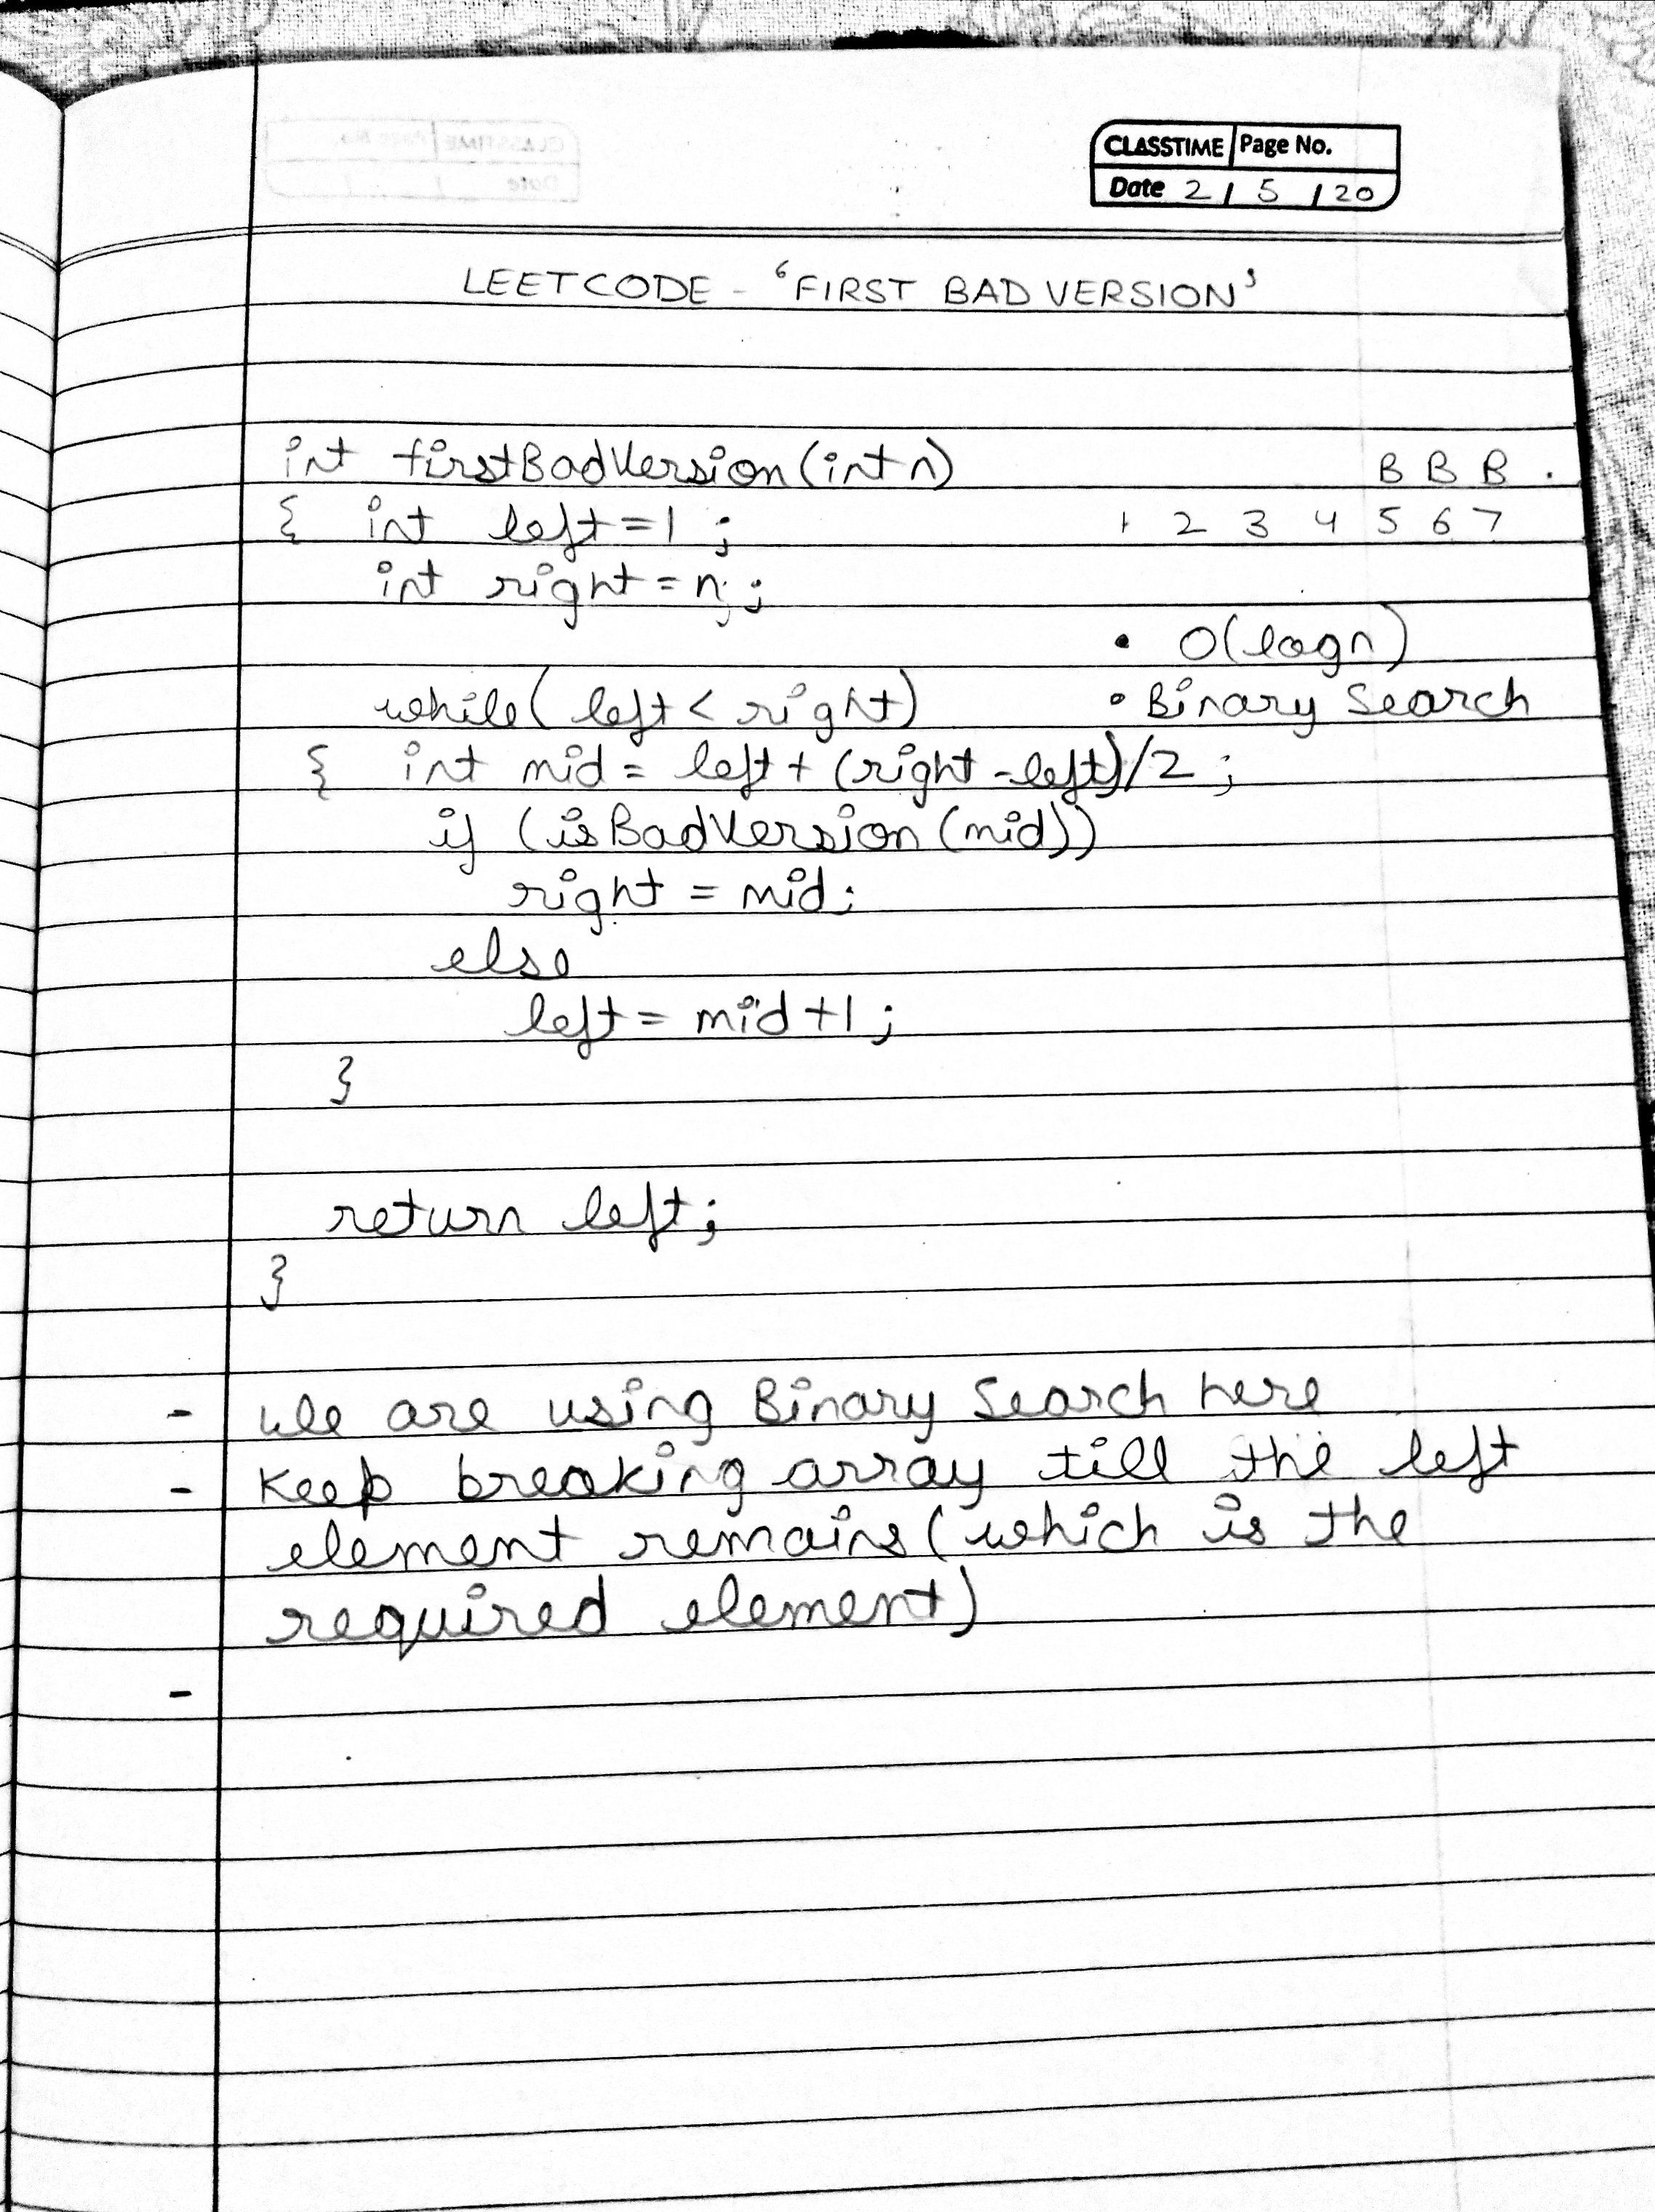 CLASSTIME Page No.
Date 2 / 5 / 20
LEETCODE - 'FIRST BAD VERSION'
int firstBadVersion(int n)
B B B .
{ int left = 1 ;
1 2 3 4 5 6 7
int right = n ;
• O(logn)
while( left < right)
• Binary Search
{ int mid = left + (right - left)/2 ;
if (isBadVersion (mid))
right = mid;
else
left = mid +1 ;
}
return left;
}
- We are using Binary Search here
- Keep breaking array till the left
element remains (which is the
required element)
-